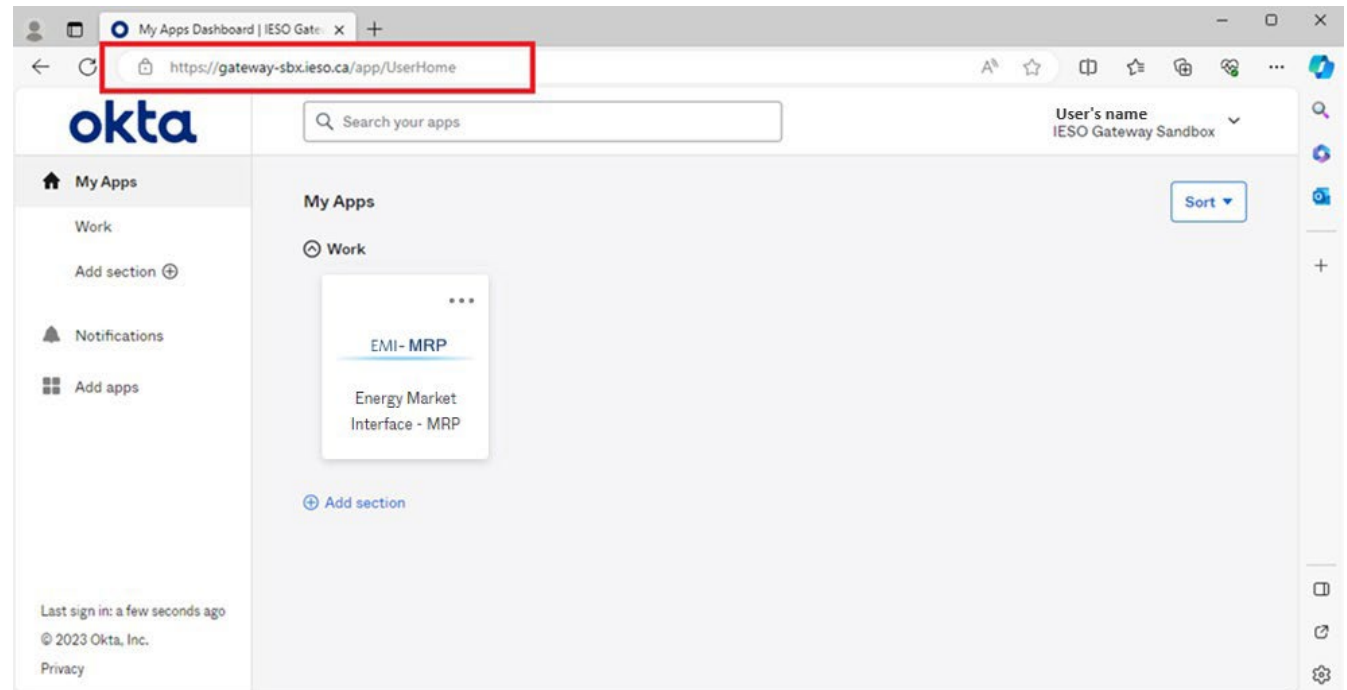 My Apps Dashboard | IESO Gate
https://gateway-sbx.ieso.ca/app/UserHome
okta
Search your apps
User's name
IESO Gateway Sandbox
My Apps
Work
Add section
Notifications
Add apps
My Apps
Sort
Work
EMI-MRP
Energy Market
Interface - MRP
Add section
Last sign in: a few seconds ago
© 2023 Okta, Inc.
Privacy